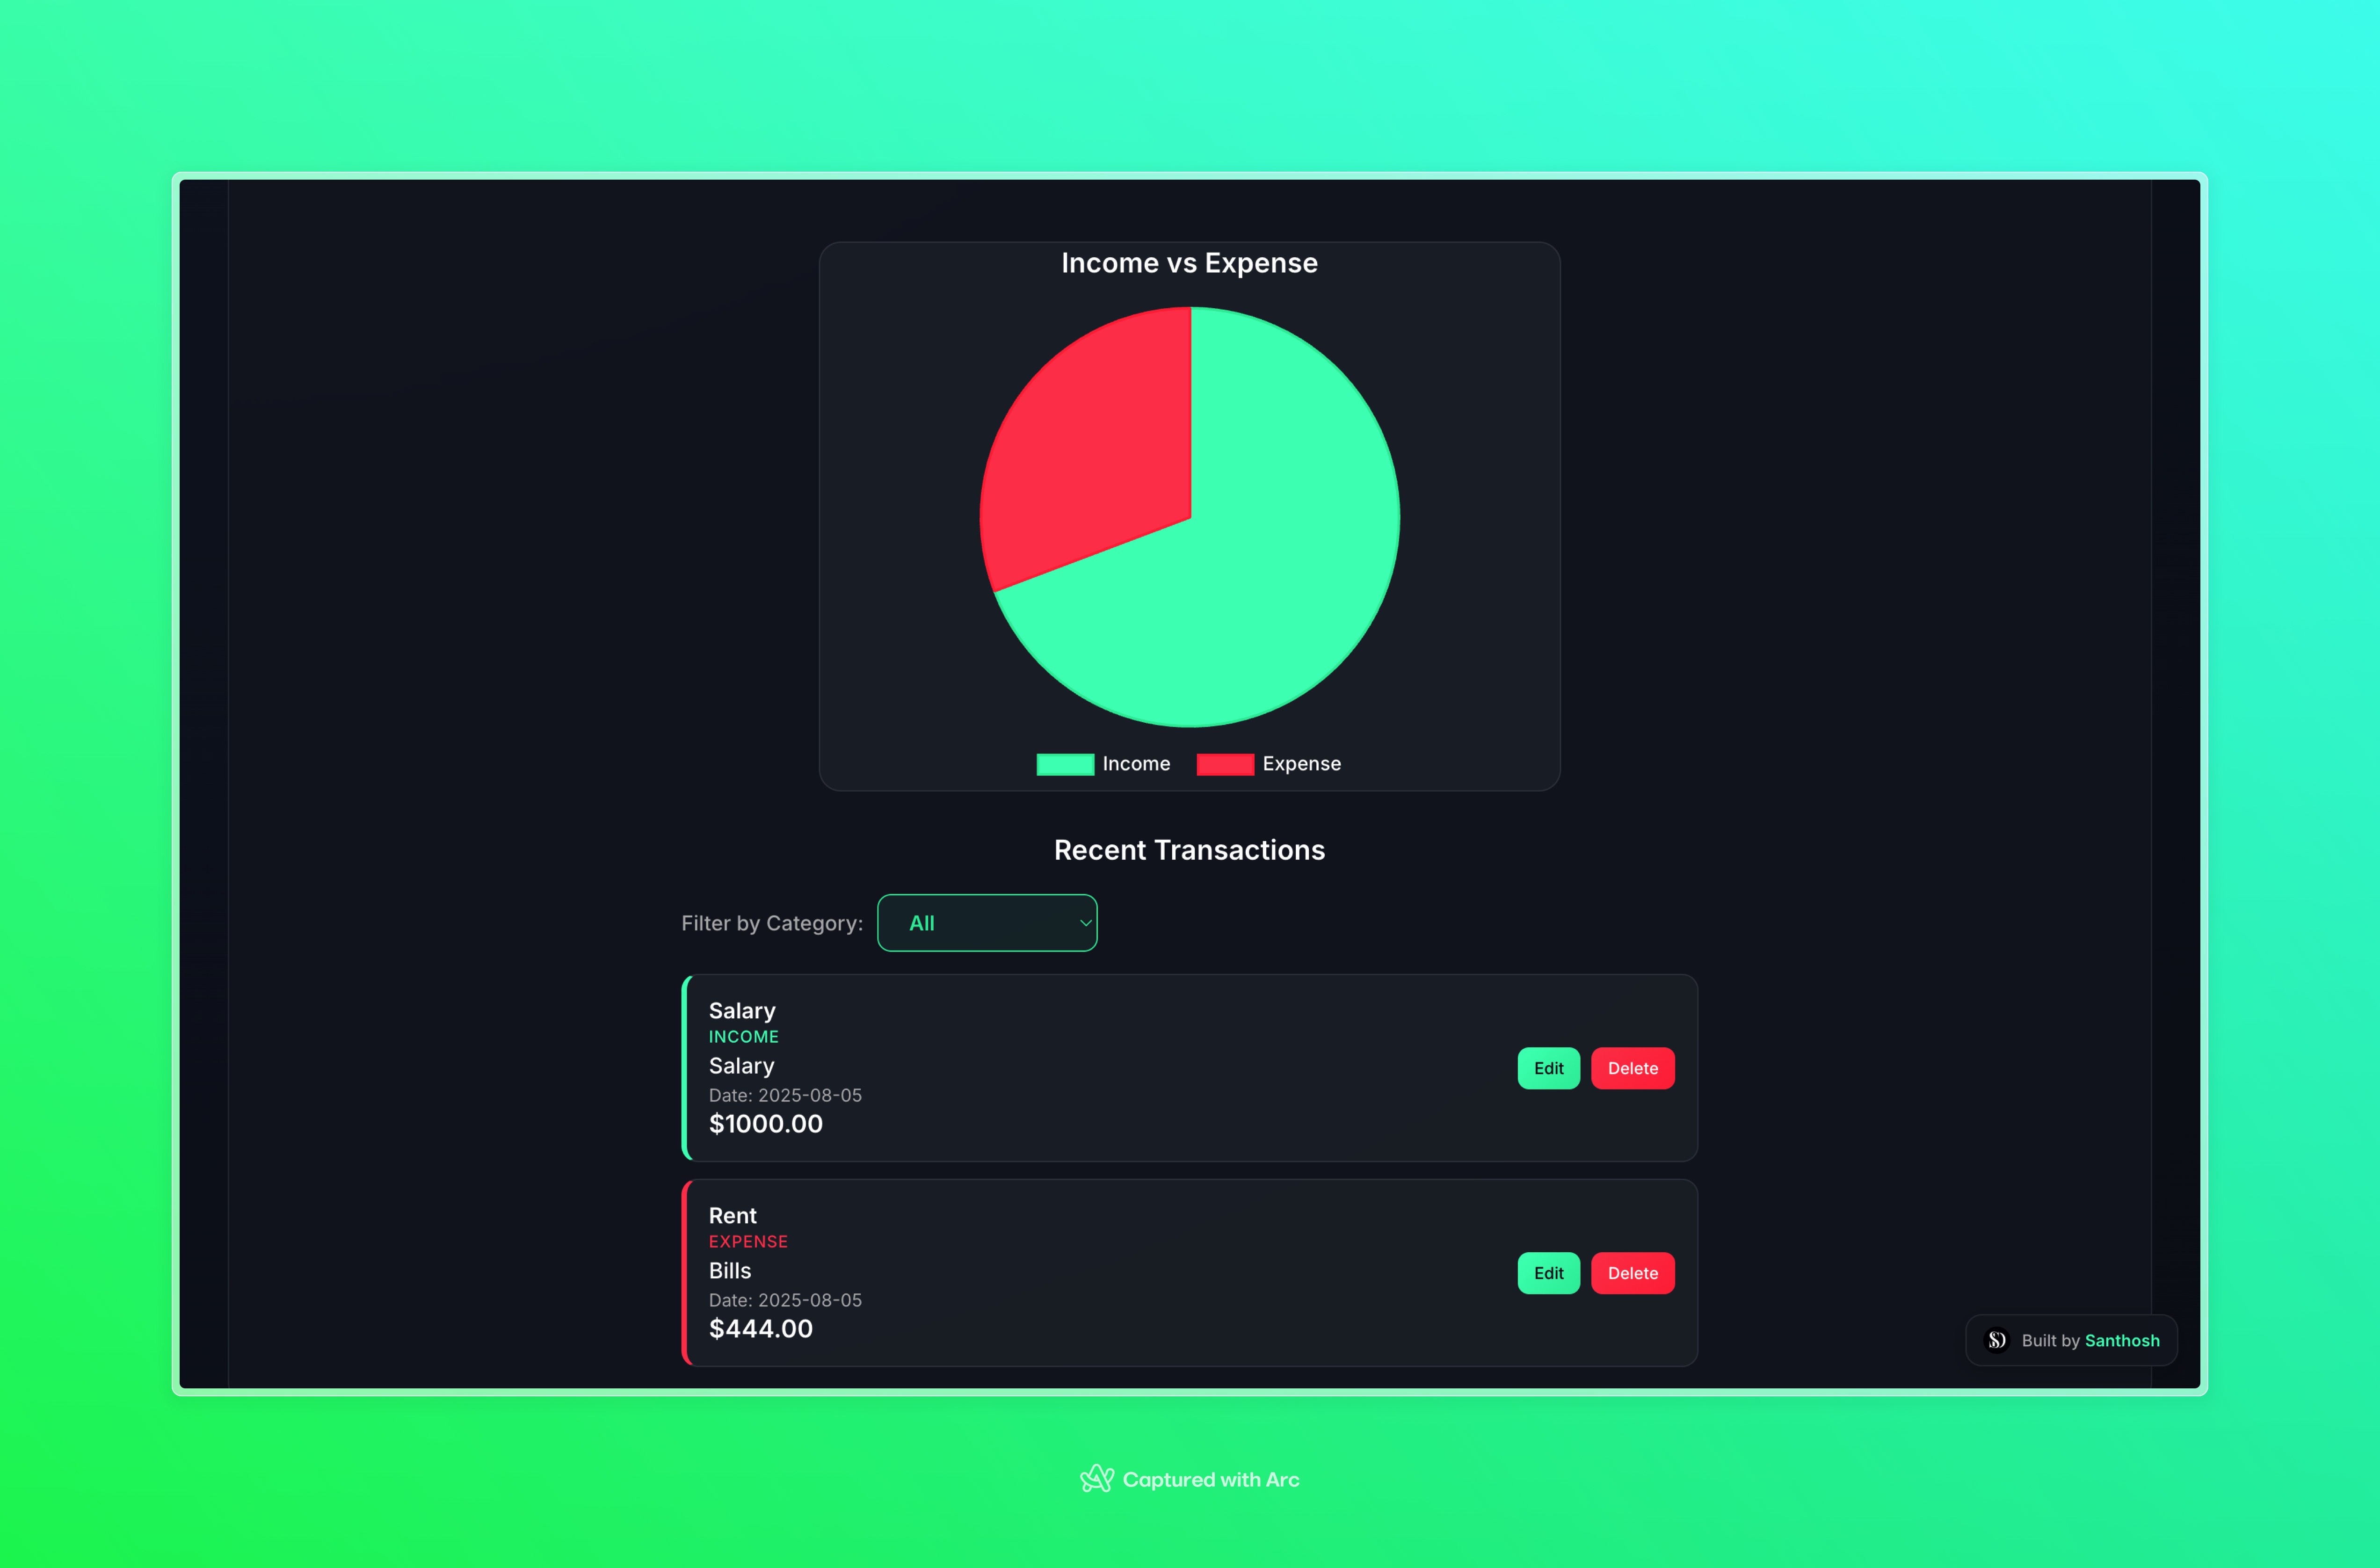 Income vs Expense
Income
Expense
Recent Transactions
Filter by Category:
All
Salary
INCOME
Salary
Date: 2025-08-05
$1000.00
Edit
Delete
Rent
EXPENSE
Bills
Date: 2025-08-05
$444.00
Edit
Delete
Built by Santhosh
Captured with Arc